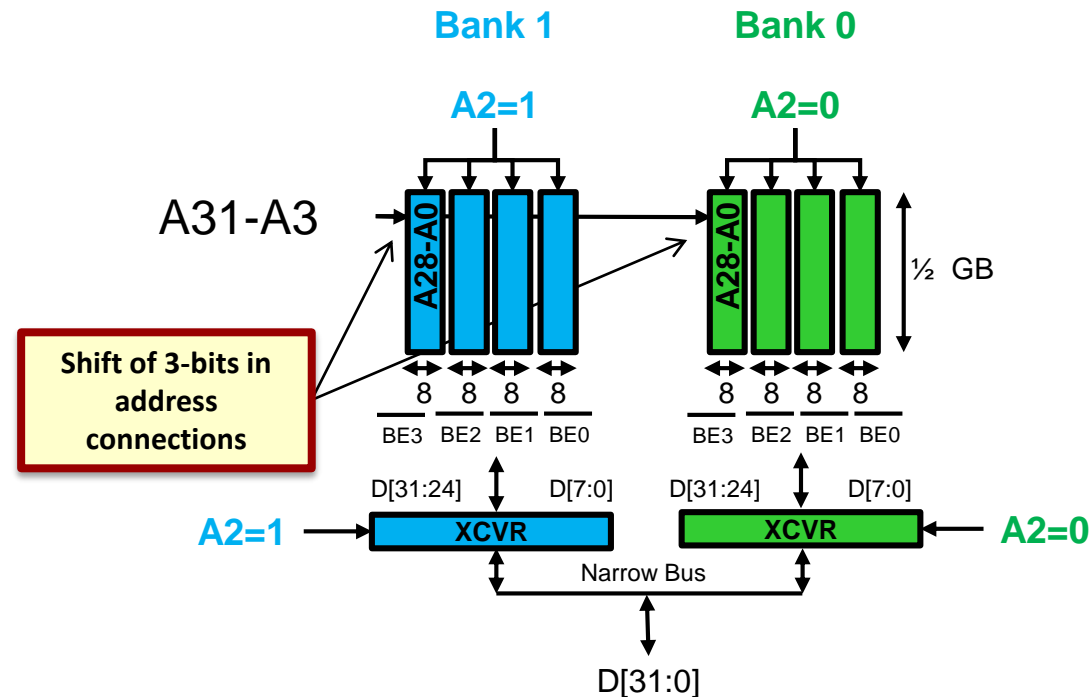 Bank 1
Bank 0
A2=1
A2=0
A31-A3
A28-A0
A28-A0
½ GB
Shift of 3-bits in
address
connections
8 8 8 8
8 8 8 8
BE3 BE2 BE1 BE0
BE3 BE2 BE1 BE0
D[31:24] D[7:0]
D[31:24] D[7:0]
A2=1
XCVR
XCVR
A2=0
Narrow Bus
D[31:0]